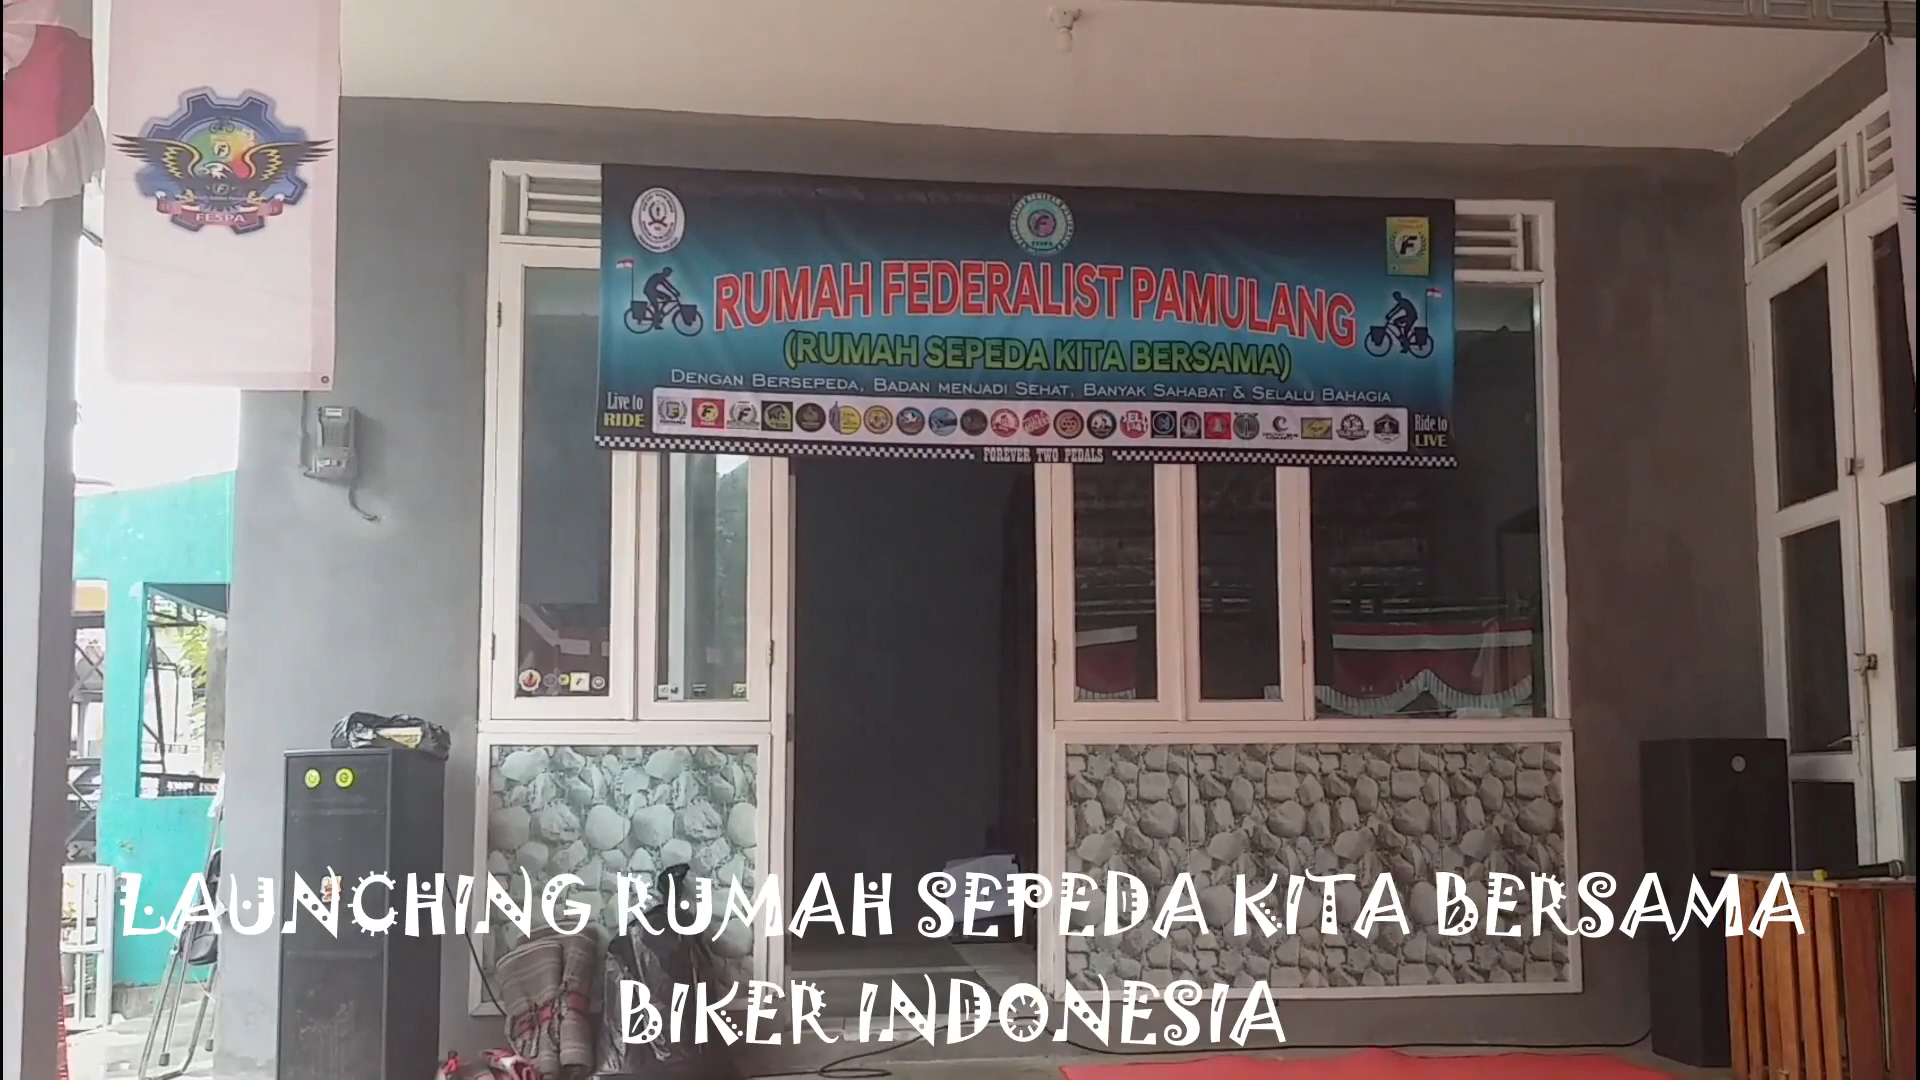 FESPA
RUMAH FEDERALIST PAMULANG
(RUMAH SEPEDA KITA BERSAMA)
DENGAN BERSEPEDA, BADAN MENJADI SEHAT, BANYAK SAHABAT & SELALU BAHAGIA
Live to
RIDE
Ride to
LIVE
FOREVER TWO PEDALS
LAUNCHING RUMAH SEPEDA KITA BERSAMA
BIKER INDONESIA